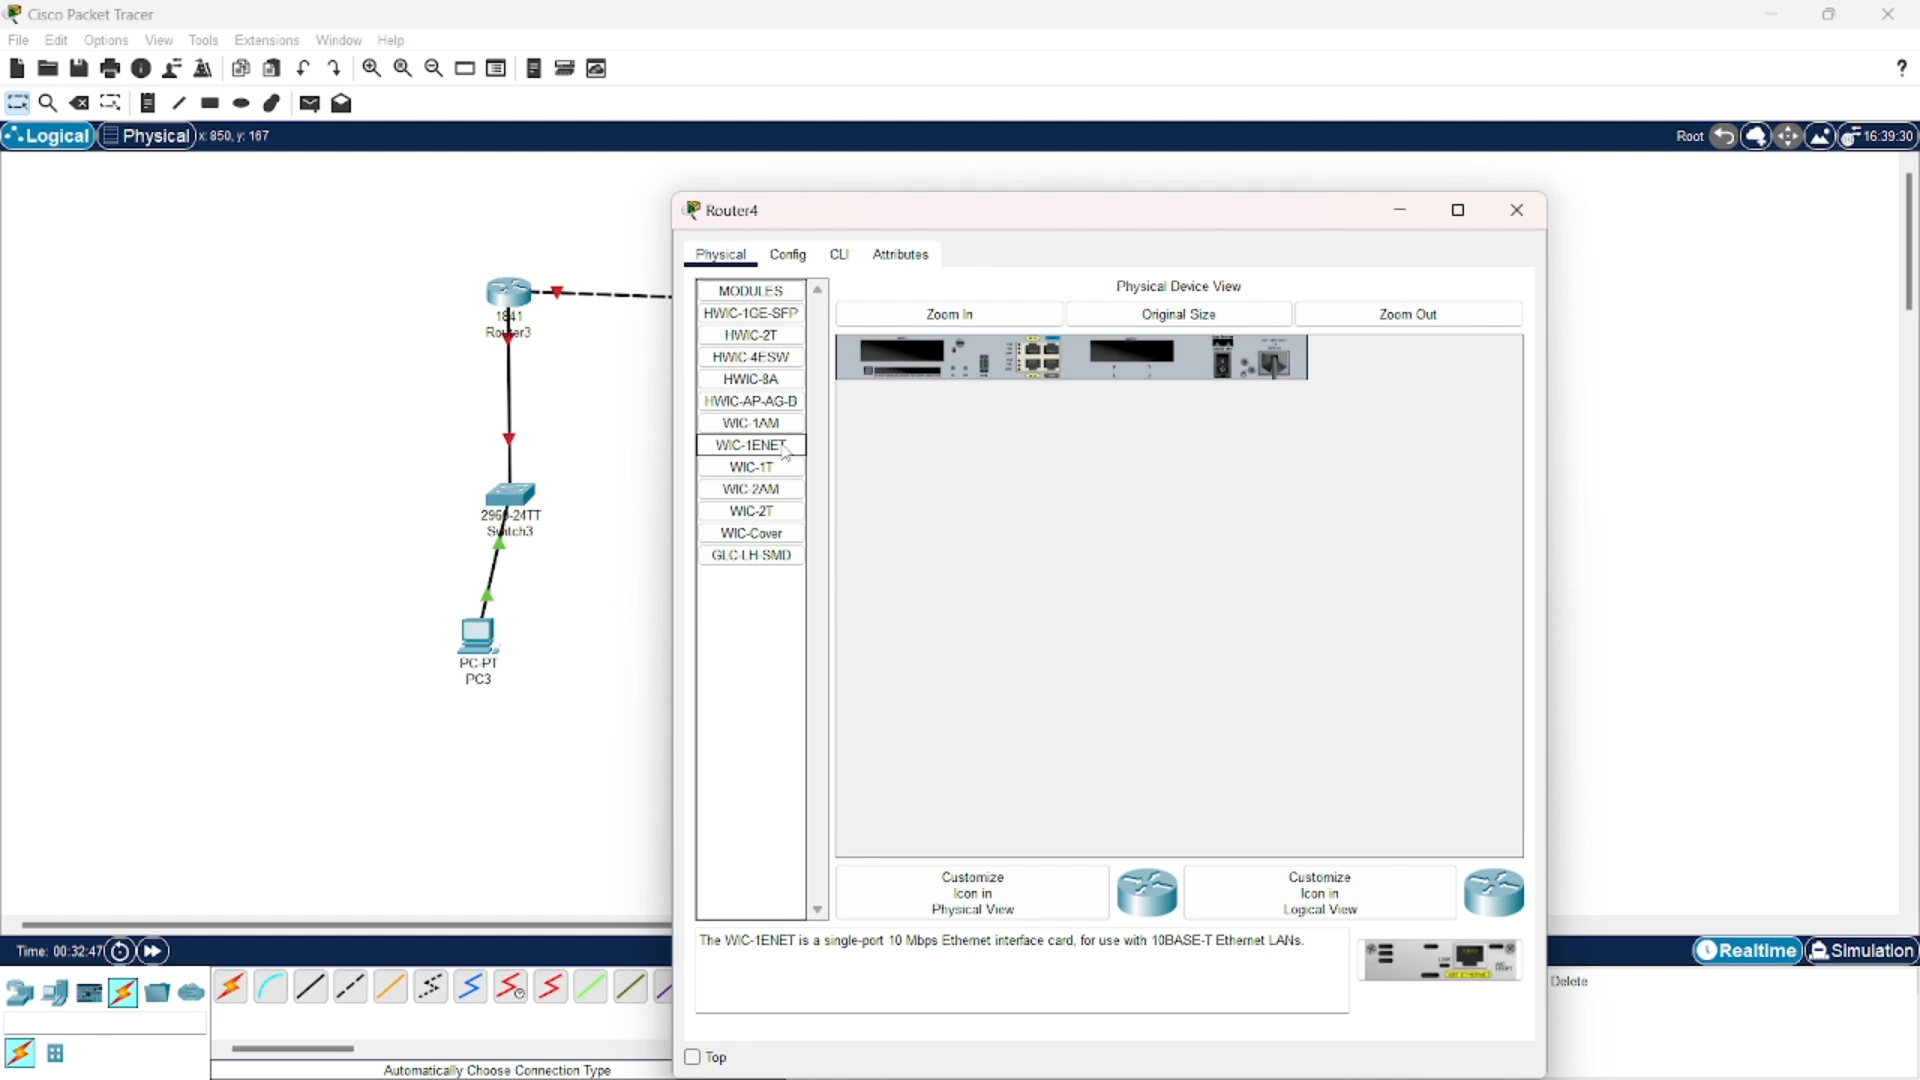 Cisco Packet Tracer
File Edit Options View Tools Extensions Window Help
?
Logical Physical x: 850, y: 167
Root 16:39:30
1841
Router3
2960-24TT
Switch3
PC-PT
PC3
Router4
Physical Config CLI Attributes
MODULES
HWIC-1GE-SFP
HWIC-2T
HWIC-4ESW
HWIC-8A
HWIC-AP-AG-B
WIC-1AM
WIC-1ENET
WIC-1T
WIC-2AM
WIC-2T
WIC-Cover
GLC-LH-SMD
Physical Device View
Zoom In Original Size Zoom Out
Customize
Icon in
Physical View
Customize
Icon in
Logical View
The WIC-1ENET is a single-port 10 Mbps Ethernet interface card, for use with 10BASE-T Ethernet LANs.
Top
Time: 00:32:47
Realtime Simulation
Delete
Automatically Choose Connection Type